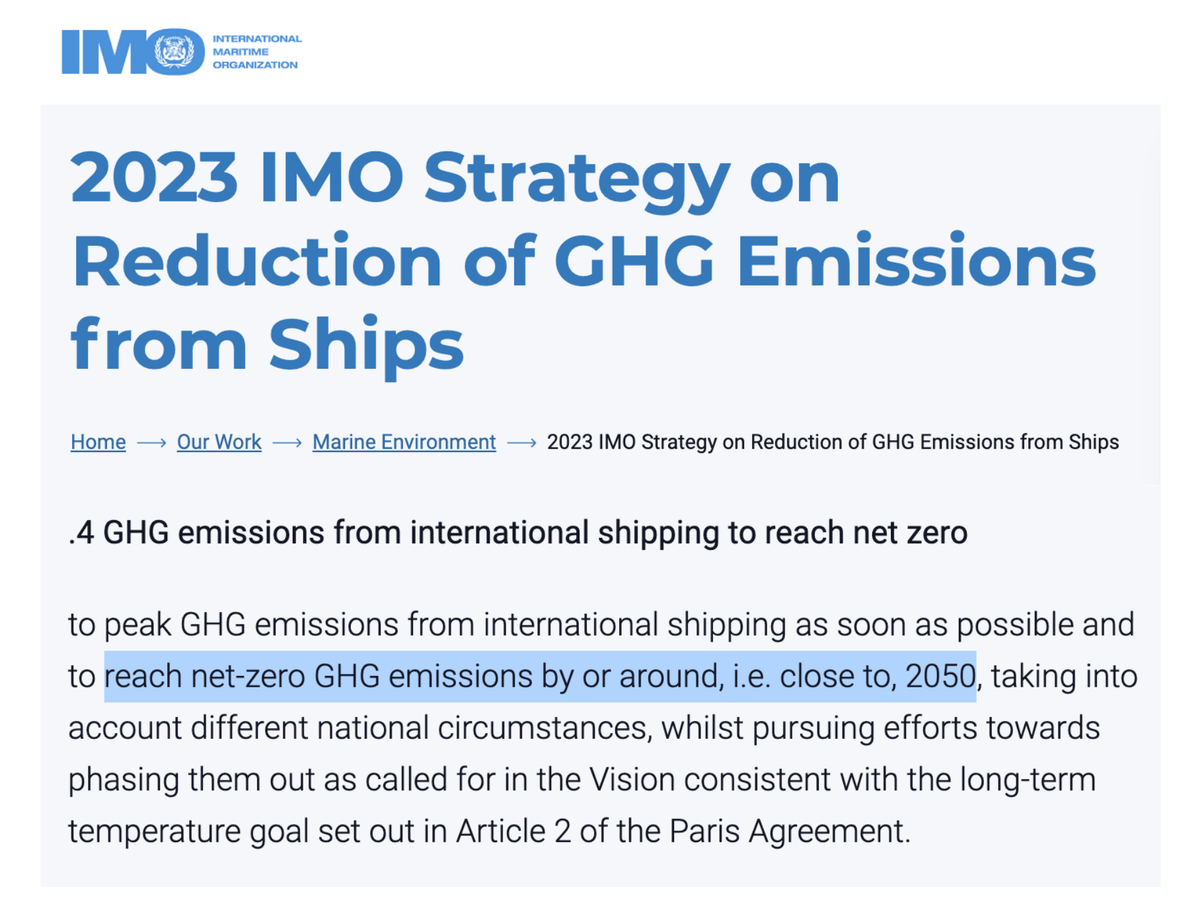 IMO
INTERNATIONAL
MARITIME
ORGANIZATION
2023 IMO Strategy on
Reduction of GHG Emissions
from Ships
Home → Our Work → Marine Environment → 2023 IMO Strategy on Reduction of GHG Emissions from Ships
.4 GHG emissions from international shipping to reach net zero
to peak GHG emissions from international shipping as soon as possible and
to reach net-zero GHG emissions by or around, i.e. close to, 2050, taking into
account different national circumstances, whilst pursuing efforts towards
phasing them out as called for in the Vision consistent with the long-term
temperature goal set out in Article 2 of the Paris Agreement.